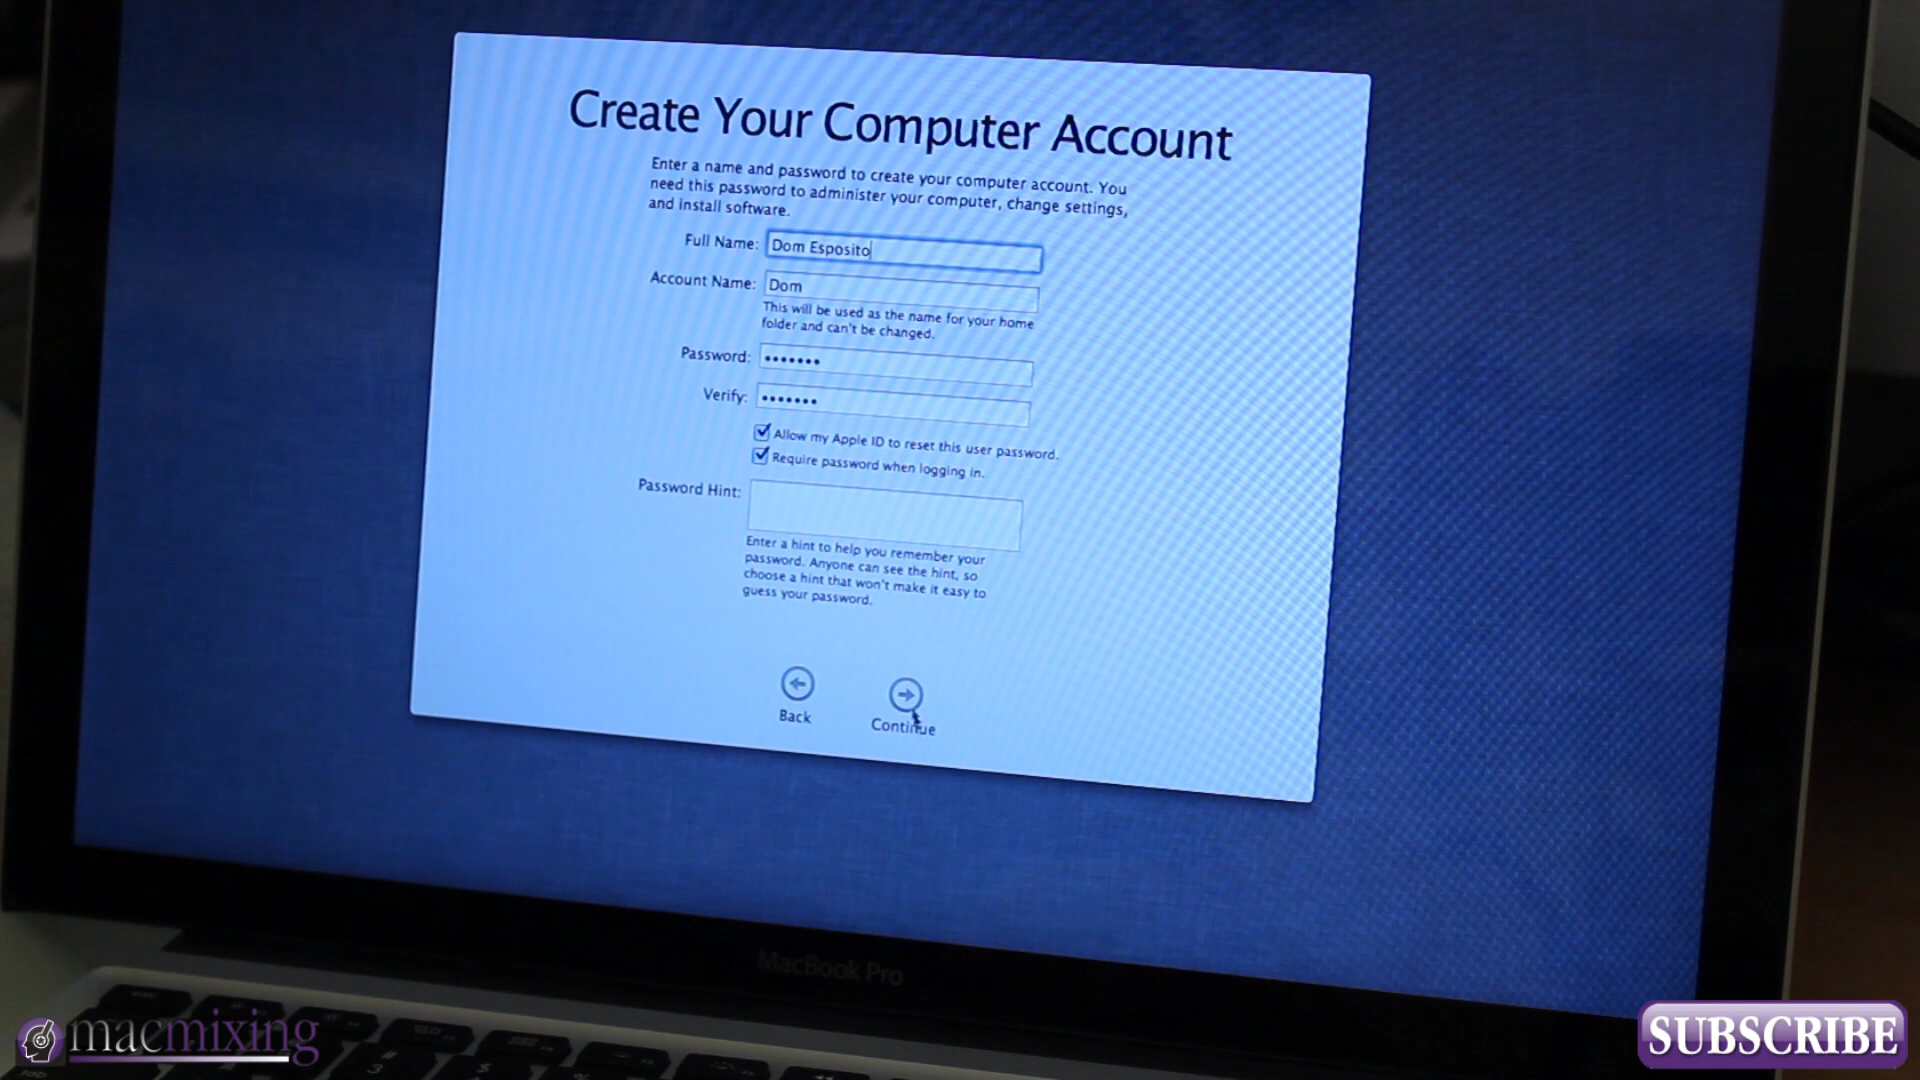 Create Your Computer Account
Enter a name and password to create your computer account. You
need this password to administer your computer, change settings,
and install software.
Full Name: Dom Esposito
Account Name: Dom
This will be used as the name for your home
folder and can't be changed.
Password: •••••••
Verify: •••••••
Allow my Apple ID to reset this user password.
Require password when logging in.
Password Hint:
Enter a hint to help you remember your
password. Anyone can see the hint, so
choose a hint that won't make it easy to
guess your password.
Back
Continue
MacBook Pro
macmixing
SUBSCRIBE
3
$